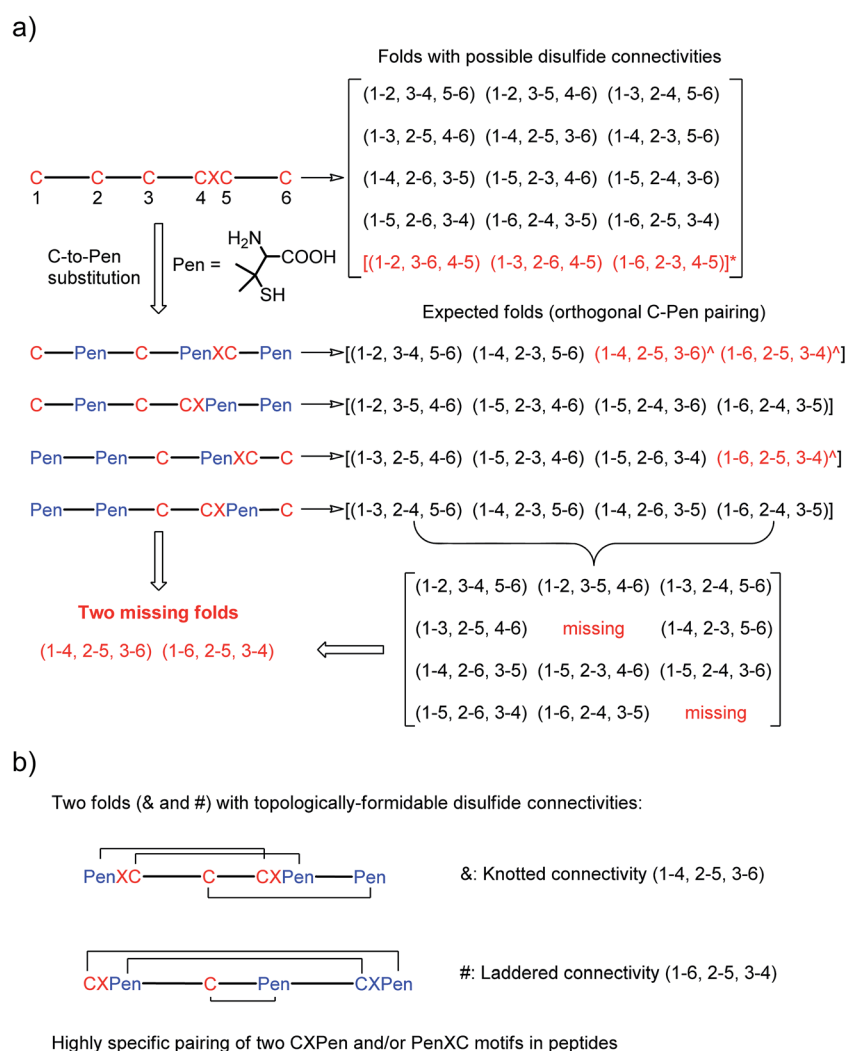 a)
Folds with possible disulfide connectivities
(1-2, 3-4, 5-6) (1-2, 3-5, 4-6) (1-3, 2-4, 5-6)
(1-3, 2-5, 4-6) (1-4, 2-5, 3-6) (1-4, 2-3, 5-6)
C C C CXC C
1 2 3 4 5 6
(1-4, 2-6, 3-5) (1-5, 2-3, 4-6) (1-5, 2-4, 3-6)
(1-5, 2-6, 3-4) (1-6, 2-4, 3-5) (1-6, 2-5, 3-4)
[(1-2, 3-6, 4-5) (1-3, 2-6, 4-5) (1-6, 2-3, 4-5)]*
C-to-Pen
substitution
Pen =
H₂N
COOH
SH
Expected folds (orthogonal C-Pen pairing)
C Pen C PenXC Pen [(1-2, 3-4, 5-6) (1-4, 2-3, 5-6) (1-4, 2-5, 3-6)^ (1-6, 2-5, 3-4)^]
C Pen C CXPen Pen [(1-2, 3-5, 4-6) (1-5, 2-3, 4-6) (1-5, 2-4, 3-6) (1-6, 2-4, 3-5)]
Pen Pen C PenXC C [(1-3, 2-5, 4-6) (1-5, 2-3, 4-6) (1-5, 2-6, 3-4) (1-6, 2-5, 3-4)^]
Pen Pen C CXPen C [(1-3, 2-4, 5-6) (1-4, 2-3, 5-6) (1-4, 2-6, 3-5) (1-6, 2-4, 3-5)]
Two missing folds
(1-4, 2-5, 3-6) (1-6, 2-5, 3-4)
(1-2, 3-4, 5-6) (1-2, 3-5, 4-6) (1-3, 2-4, 5-6)
(1-3, 2-5, 4-6) missing (1-4, 2-3, 5-6)
(1-4, 2-6, 3-5) (1-5, 2-3, 4-6) (1-5, 2-4, 3-6)
(1-5, 2-6, 3-4) (1-6, 2-4, 3-5) missing
b)
Two folds (& and #) with topologically-formidable disulfide connectivities:
PenXC C CXPen Pen
&: Knotted connectivity (1-4, 2-5, 3-6)
CXPen C Pen CXPen
#: Laddered connectivity (1-6, 2-5, 3-4)
Highly specific pairing of two CXPen and/or PenXC motifs in peptides